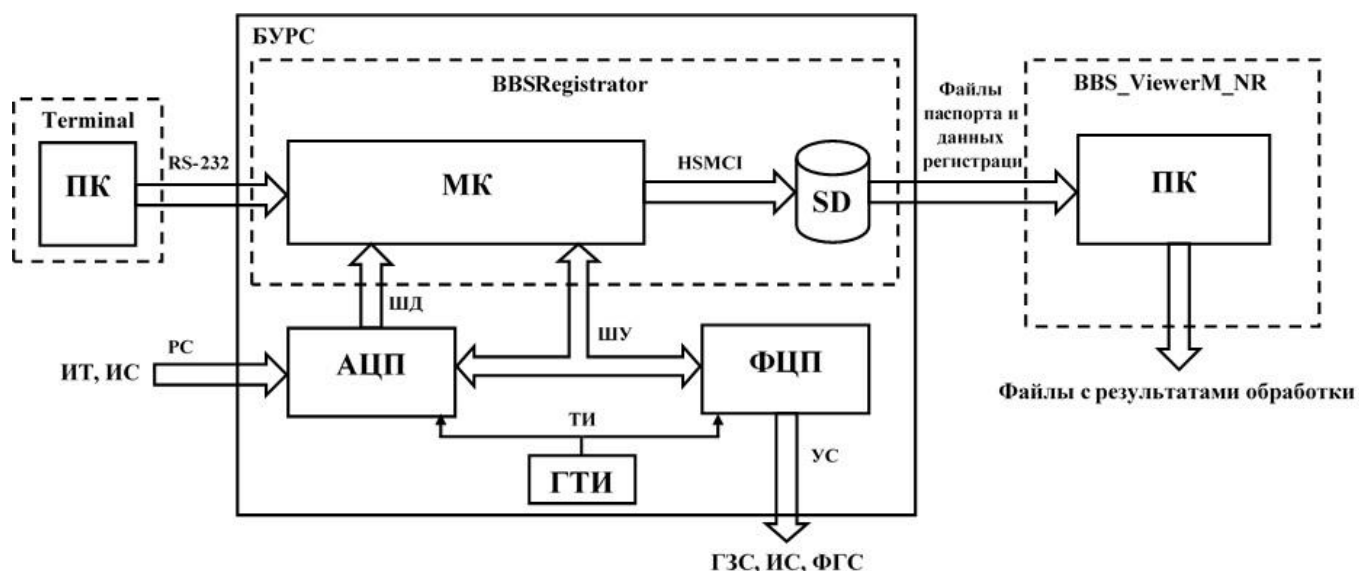 БУРС
BBSRegistrator
BBS_ViewerM_NR
Terminal
Файлы
паспорта и
данных
регистраци
ПК
RS-232
МК
HSMCI
SD
ПК
ШД
ШУ
РС
ИТ, ИС
АЦП
ФЦП
Файлы с результатами обработки
ТИ
ГТИ
УС
ГЗС, ИС, ФГС